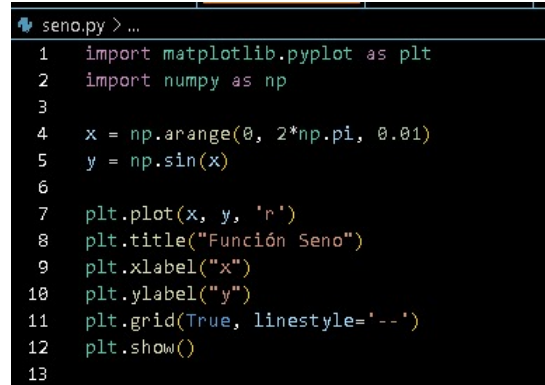 seno.py > ...
1 import matplotlib.pyplot as plt
2 import numpy as np
3
4 x = np.arange(0, 2*np.pi, 0.01)
5 y = np.sin(x)
6
7 plt.plot(x, y, 'r')
8 plt.title("Función Seno")
9 plt.xlabel("x")
10 plt.ylabel("y")
11 plt.grid(True, linestyle='--')
12 plt.show()
13